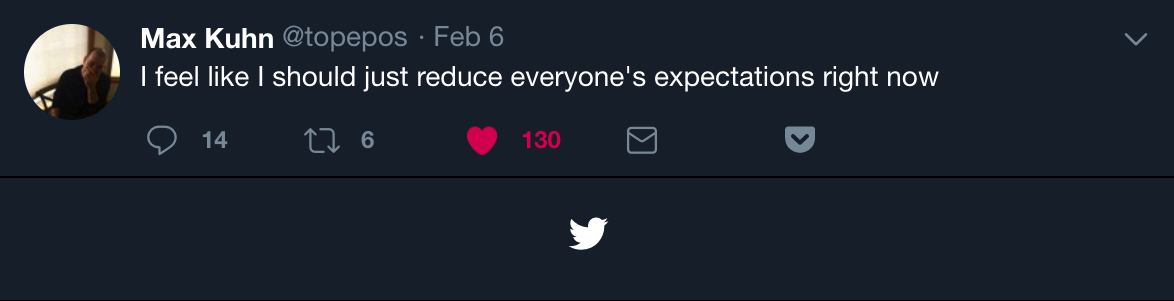 Max Kuhn @topepos · Feb 6
I feel like I should just reduce everyone's expectations right now
14 6 130